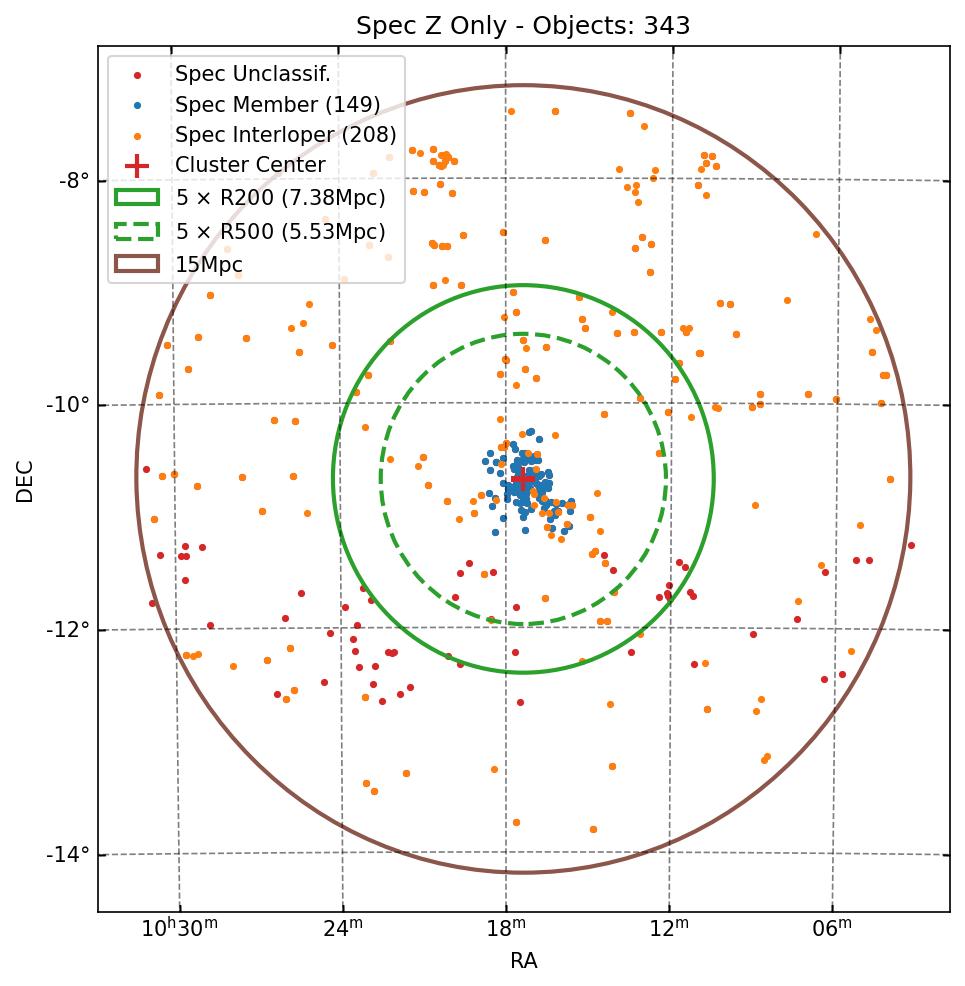 Spec Z Only - Objects: 343
Spec Unclassif.
Spec Member (149)
Spec Interloper (208)
Cluster Center
5 × R200 (7.38Mpc)
5 × R500 (5.53Mpc)
15Mpc
-8°
-10°
-12°
-14°
DEC
10ʰ30ᵐ 24ᵐ 18ᵐ 12ᵐ 06ᵐ
RA